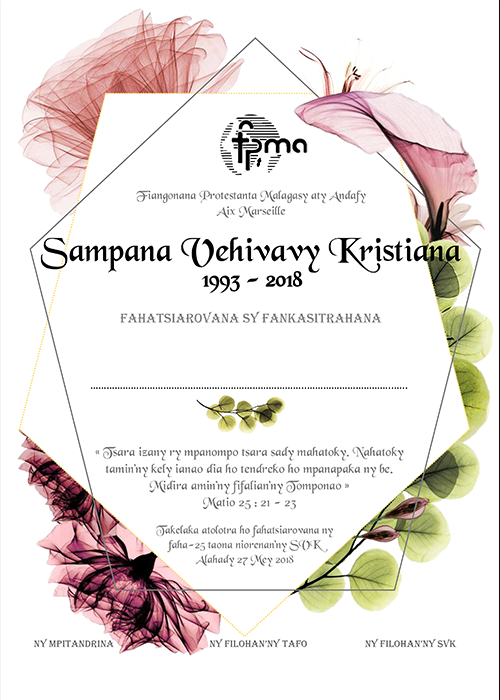 fpma
Fiangonana Protestanta Malagasy aty Andafy
Aix Marseille
Sampana Vehivavy Kristiana
1993 - 2018
FAHATSIAROVANA SY FANKASITRAHANA
« Tsara izany ry mpanompo tsara sady mahatoky. Nahatoky
tamin'ny kely ianao dia ho tendreko ho mpanapaka ny be.
Midira amin'ny fifalian'ny Tomponao »
Matio 25 : 21 - 23
Takelaka atolotra ho fahatsiarovana ny
faha-25 taona niorenan'ny SVK
Alahady 27 Mey 2018
NY MPITANDRINA NY FILOHAN'NY TAFO NY FILOHAN'NY SVK